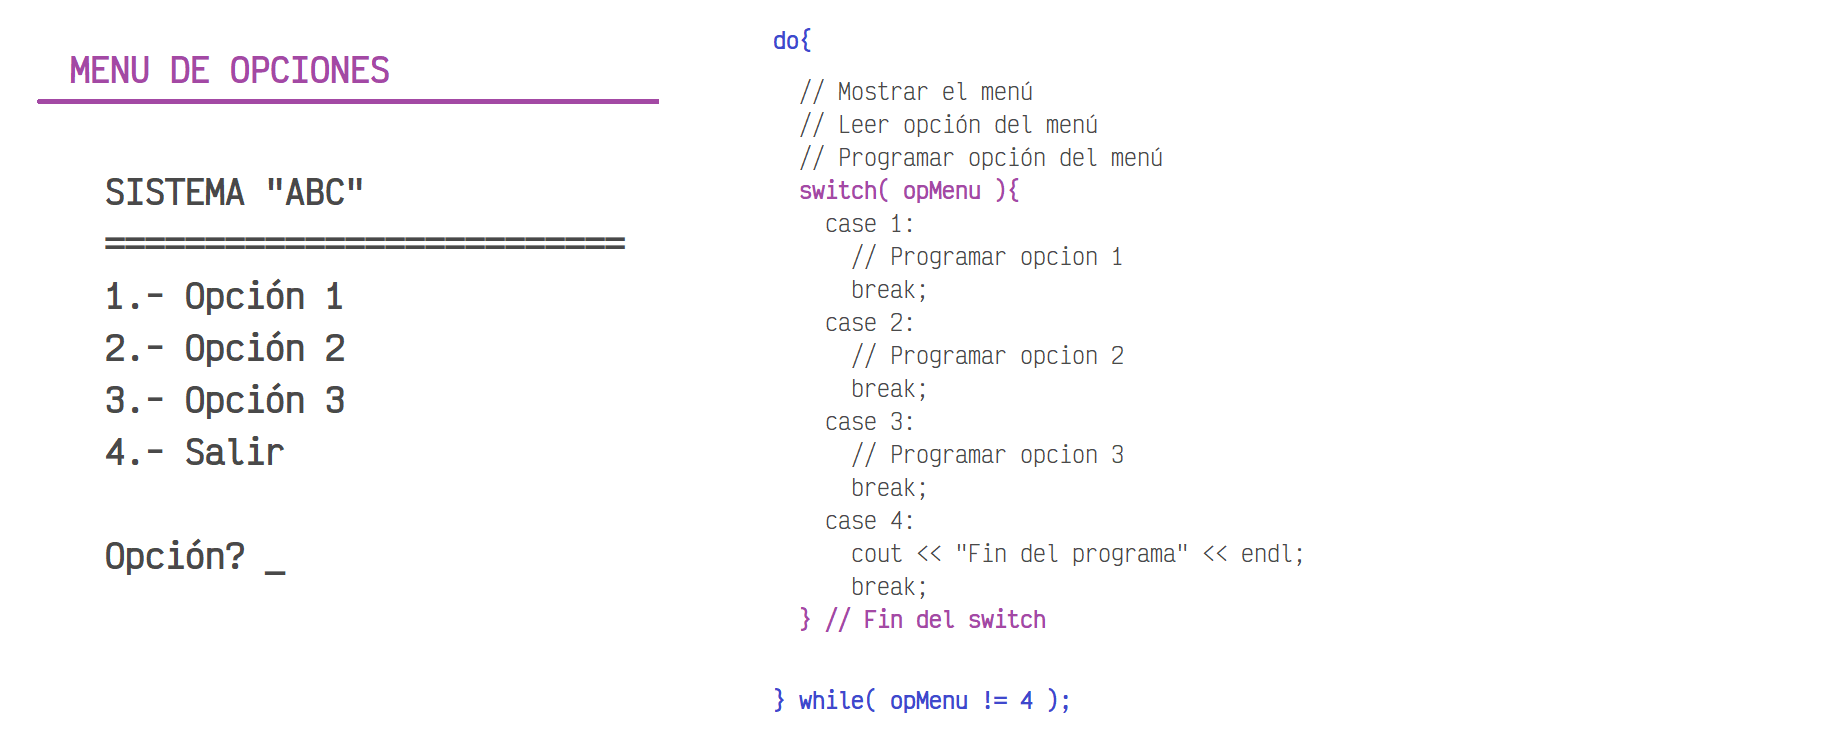 MENU DE OPCIONES
SISTEMA "ABC"
==========================
1.- Opción 1
2.- Opción 2
3.- Opción 3
4.- Salir
Opción? _
do{
// Mostrar el menú
// Leer opción del menú
// Programar opción del menú
switch( opMenu ){
case 1:
// Programar opcion 1
break;
case 2:
// Programar opcion 2
break;
case 3:
// Programar opcion 3
break;
case 4:
cout << "Fin del programa" << endl;
break;
} // Fin del switch
} while( opMenu != 4 );